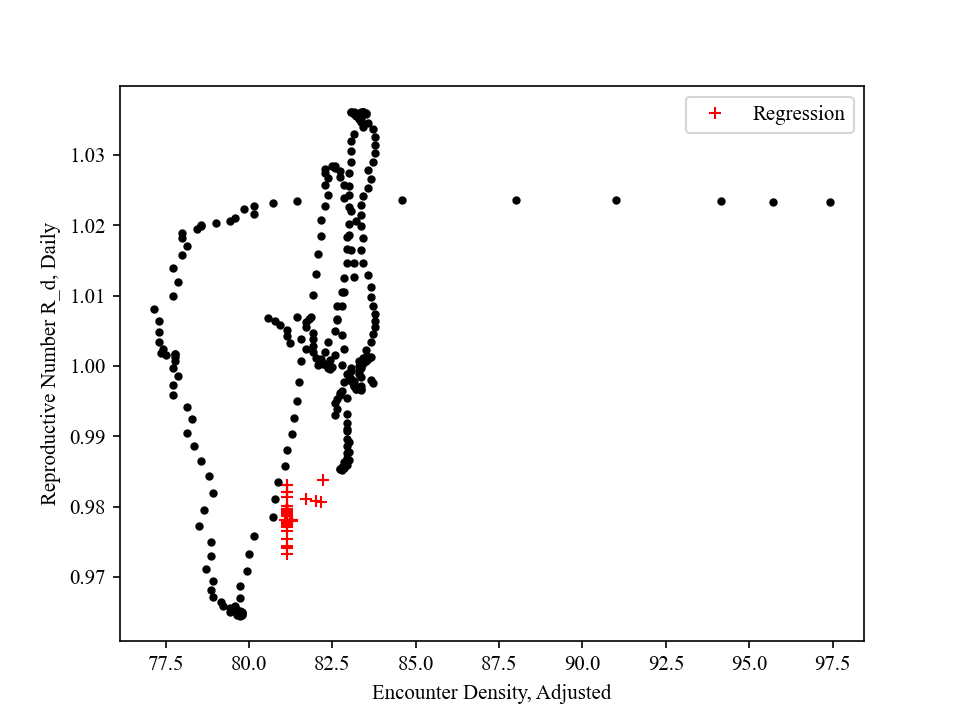 Regression
1.03
1.02
1.01
1.00
0.99
0.98
0.97
Reproductive Number R_d, Daily
77.5 80.0 82.5 85.0 87.5 90.0 92.5 95.0 97.5
Encounter Density, Adjusted